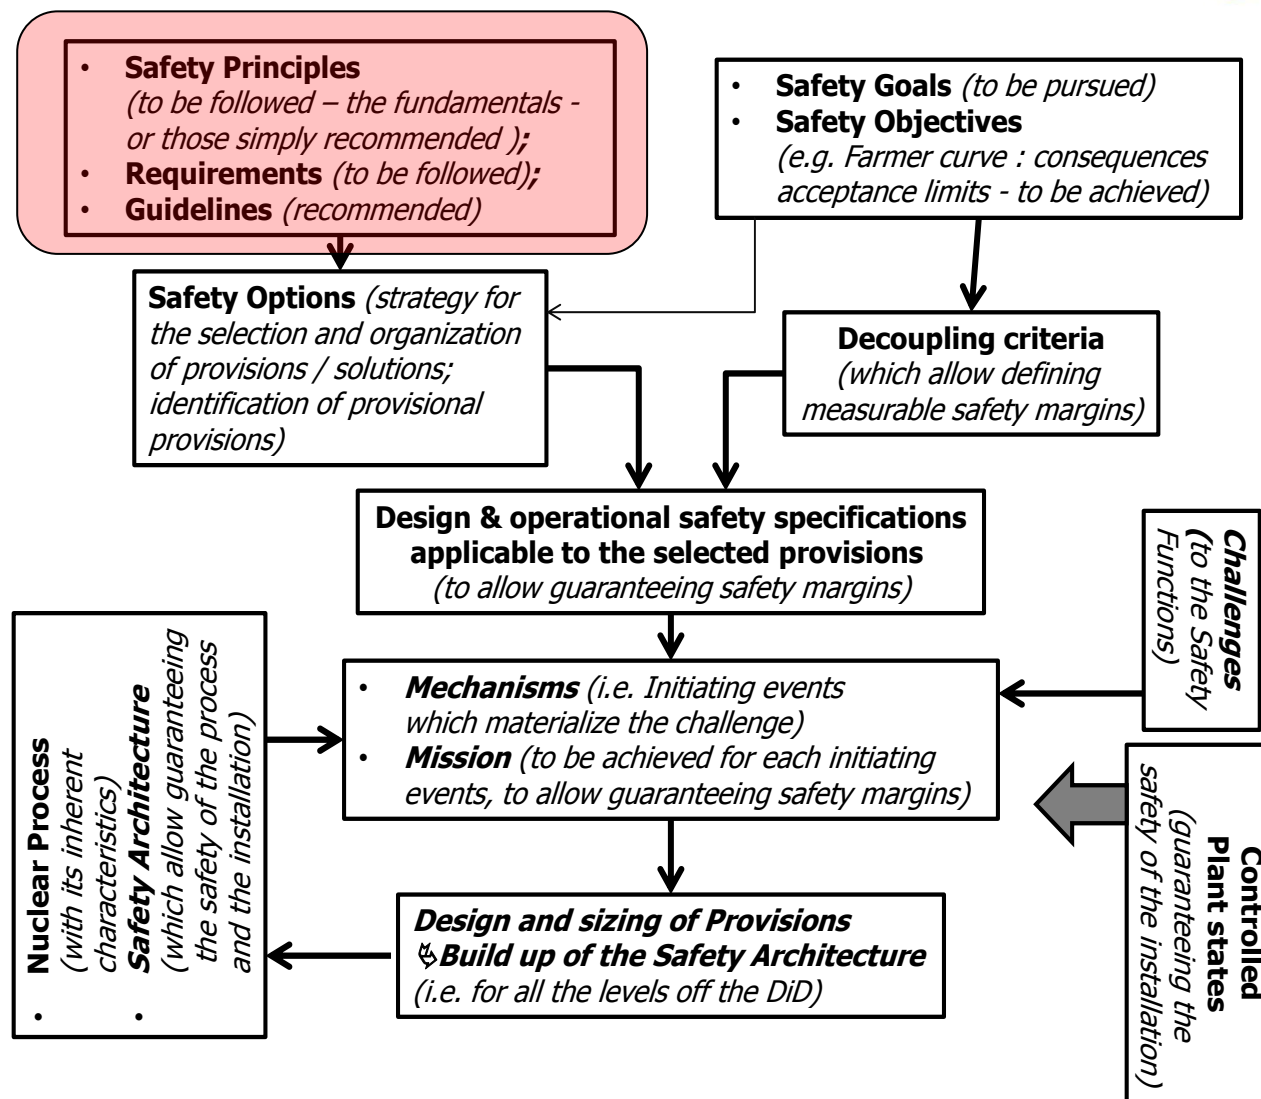 • Safety Principles
(to be followed – the fundamentals -
or those simply recommended );
• Requirements (to be followed);
• Guidelines (recommended)
• Safety Goals (to be pursued)
• Safety Objectives
(e.g. Farmer curve : consequences
acceptance limits - to be achieved)
Safety Options (strategy for
the selection and organization
of provisions / solutions;
identification of provisional
provisions)
Decoupling criteria
(which allow defining
measurable safety margins)
Design & operational safety specifications
applicable to the selected provisions
(to allow guaranteeing safety margins)
Challenges
(to the Safety
Functions)
• Nuclear Process
(with its inherent
characteristics)
• Safety Architecture
(which allow guaranteeing
the safety of the process
and the installation)
• Mechanisms (i.e. Initiating events
which materialize the challenge)
• Mission (to be achieved for each initiating
events, to allow guaranteeing safety margins)
Controlled
Plant states
(guaranteeing the
safety of the installation)
Design and sizing of Provisions
↳Build up of the Safety Architecture
(i.e. for all the levels off the DiD)